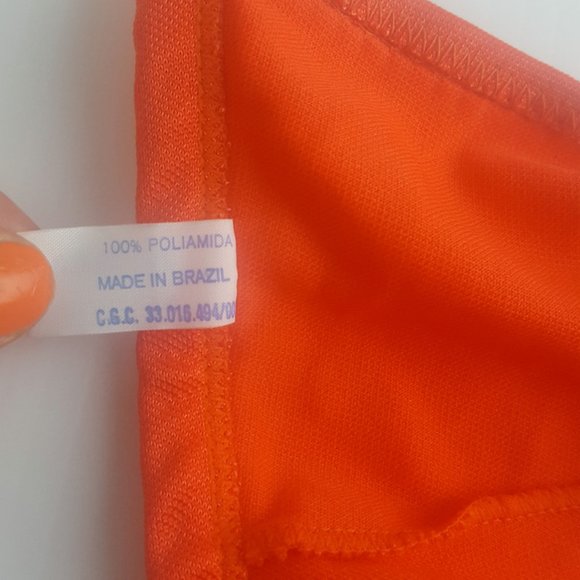 100% POLIAMIDA
MADE IN BRAZIL
C.G.C. 33.016.494/00